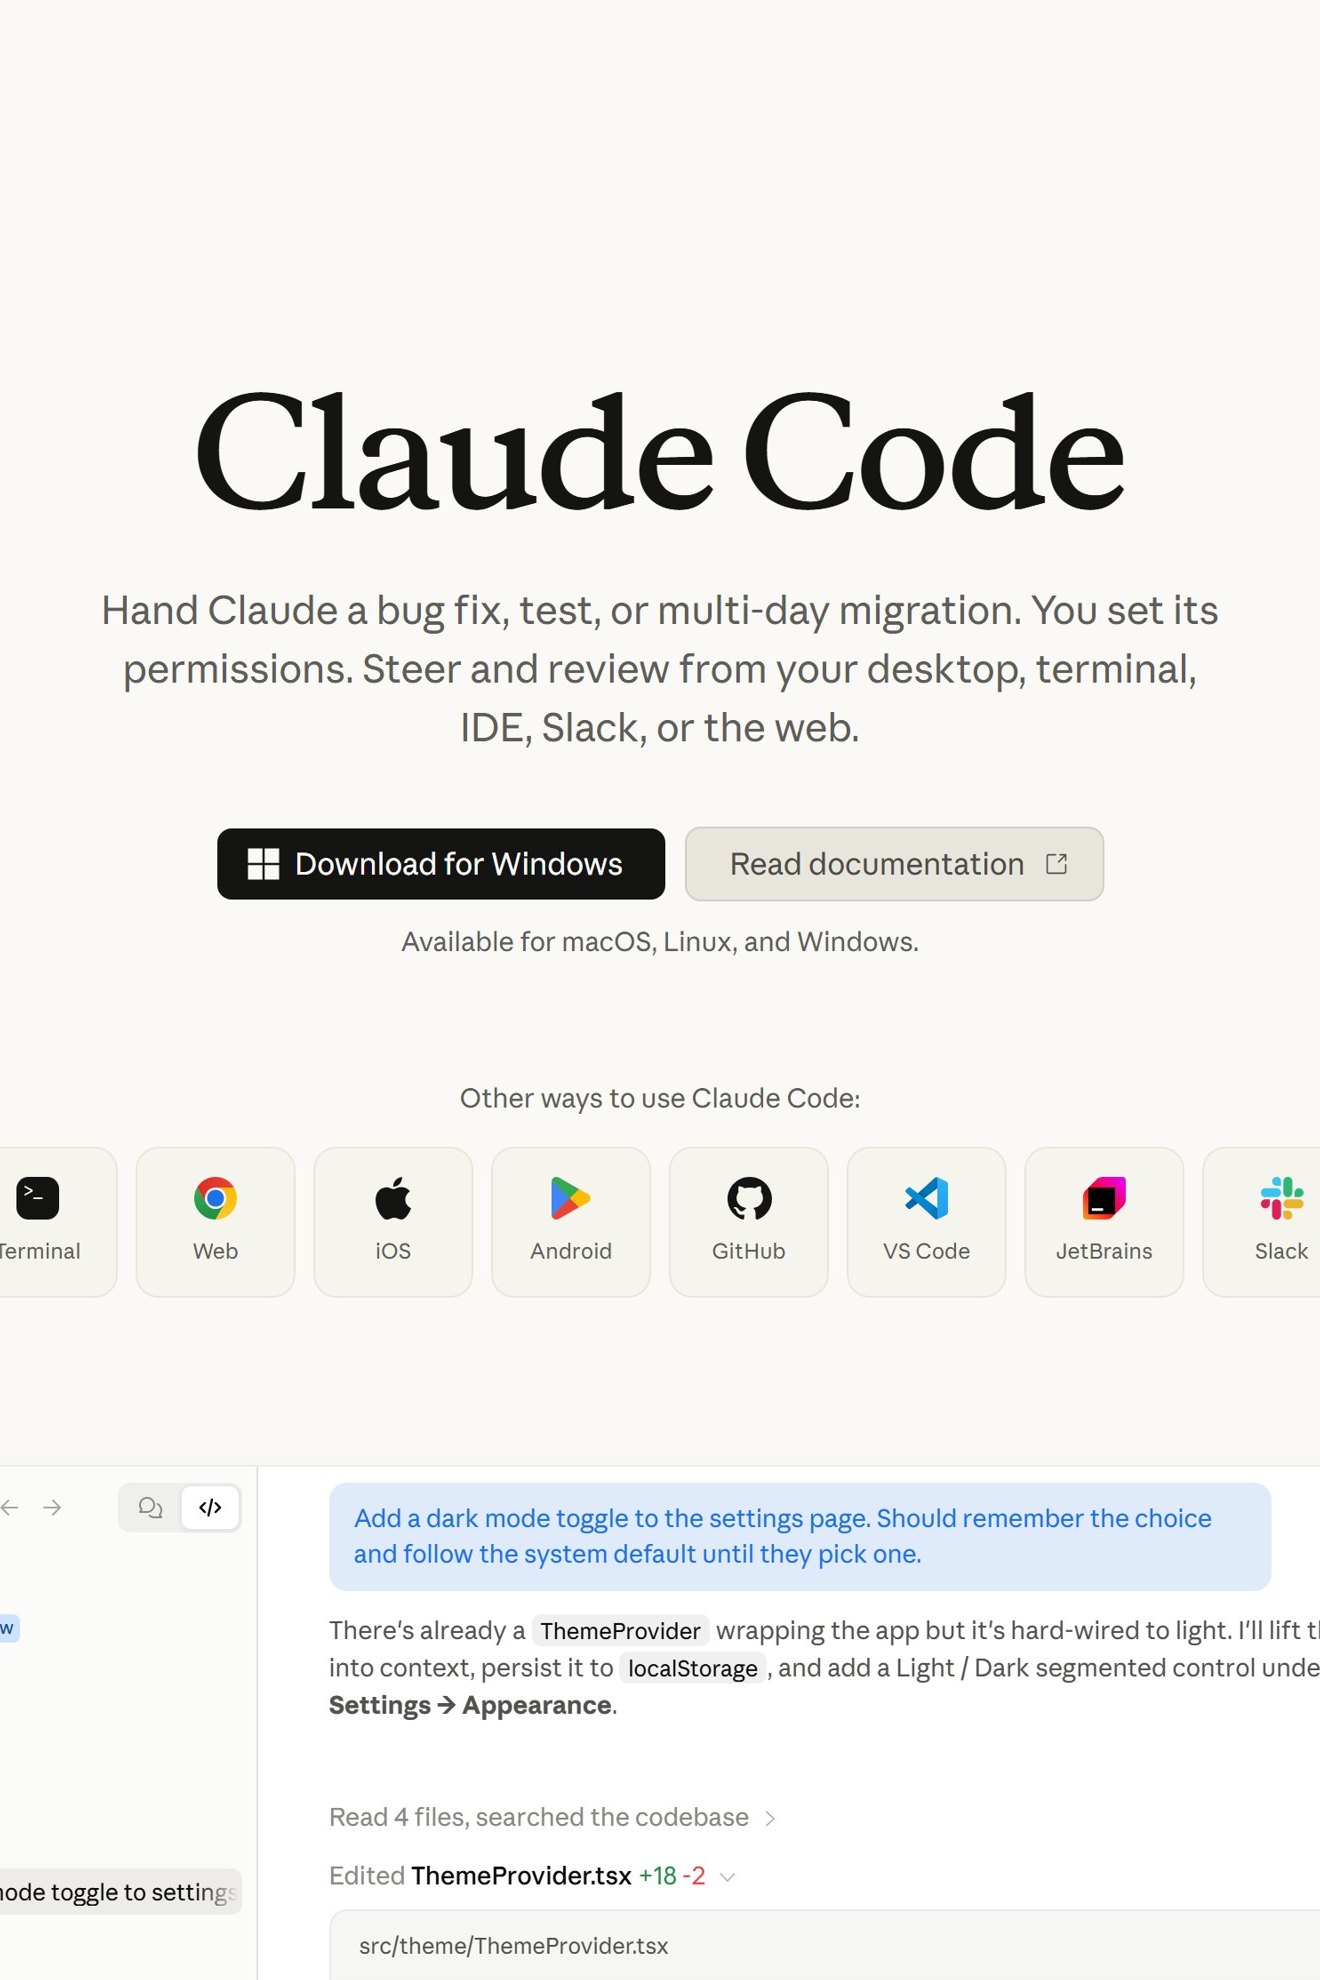 Claude Code
Hand Claude a bug fix, test, or multi-day migration. You set its
permissions. Steer and review from your desktop, terminal,
IDE, Slack, or the web.
Download for Windows
Read documentation
Available for macOS, Linux, and Windows.
Other ways to use Claude Code:
>_
Terminal
Web
iOS
Android
GitHub
VS Code
JetBrains
Slack
</>
Add a dark mode toggle to the settings page. Should remember the choice
and follow the system default until they pick one.
There's already a ThemeProvider wrapping the app but it's hard-wired to light. I'll lift
into context, persist it to localStorage, and add a Light / Dark segmented control
Settings → Appearance.
Read 4 files, searched the codebase
Edited ThemeProvider.tsx +18 -2
toggle to settings
src/theme/ThemeProvider.tsx